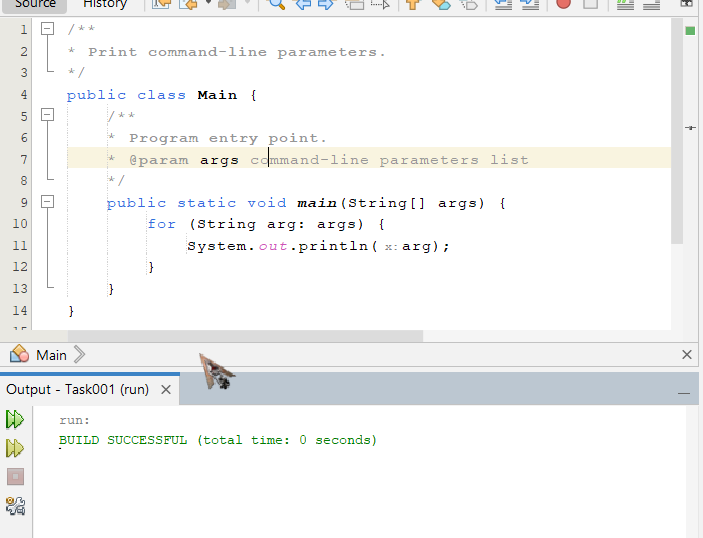 Source History
1 /**
2 * Print command-line parameters.
3 */
4 public class Main {
5 /**
6 * Program entry point.
7 * @param args command-line parameters list
8 */
9 public static void main(String[] args) {
10 for (String arg: args) {
11 System.out.println( x: arg);
12 }
13 }
14 }
Main
Output - Task001 (run)
run:
BUILD SUCCESSFUL (total time: 0 seconds)